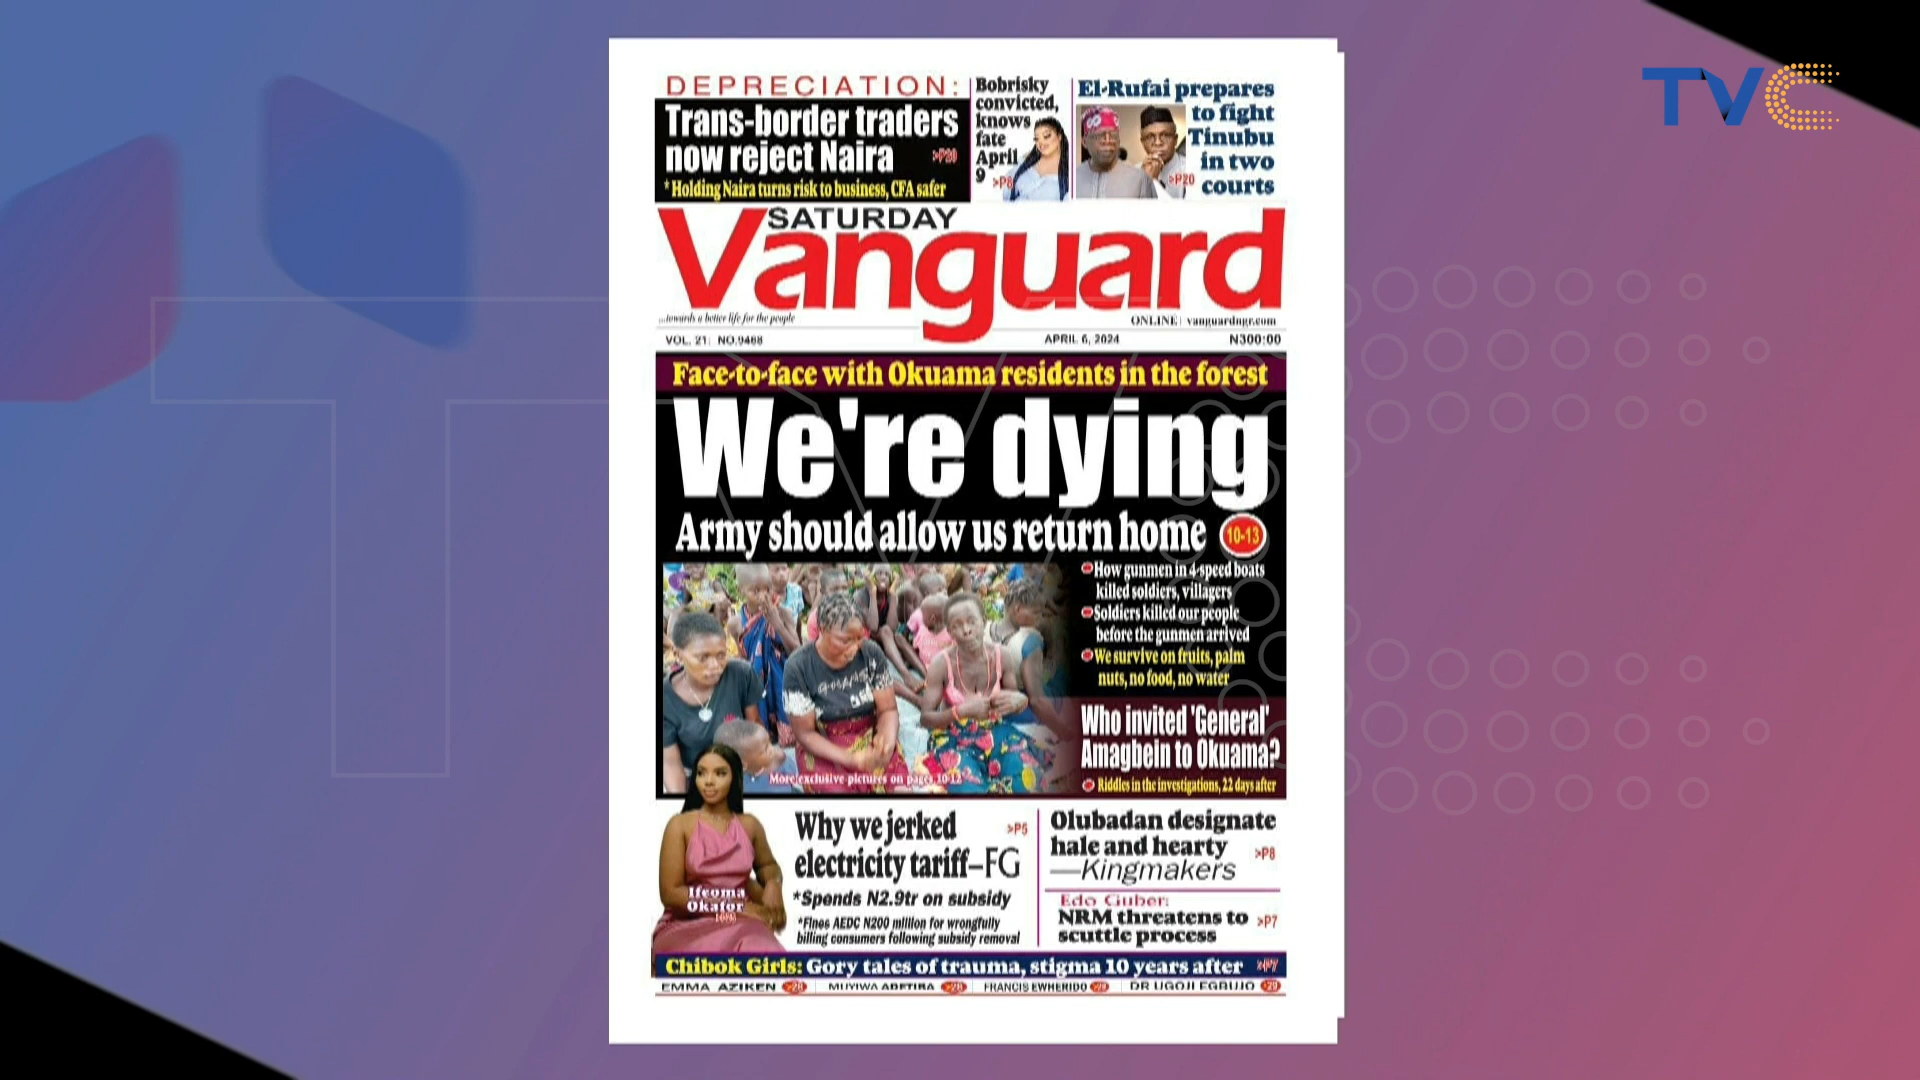 TVC
DEPRECIATION:
Trans-border traders
now reject Naira
>P20
*Holding Naira turns risk to business, CFA safer
Bobrisky
convicted,
knows
fate
April
9 >P8
El-Rufai prepares
to fight
Tinubu
in two
>P20 courts
SATURDAY
Vanguard
...towards a better life for the people
ONLINE | vanguardngr.com
VOL. 21: NO.9468
APRIL 6, 2024
N300:00
Face-to-face with Okuama residents in the forest
We're dying
Army should allow us return home 10-13
How gunmen in 4-speed boats
killed soldiers, villagers
Soldiers killed our people
before the gunmen arrived
We survive on fruits, palm
nuts, no food, no water
Who invited 'General'
Amagbein to Okuama?
Riddles in the investigations, 22 days after
More exclusive pictures on pages 10-12
Ifeoma
Okafor
Why we jerked >P5
electricity tariff–FG
*Spends N2.9tr on subsidy
*Fines AEDC N200 million for wrongfully
billing consumers following subsidy removal
Olubadan designate
hale and hearty >P8
—Kingmakers
Edo Guber:
NRM threatens to >P7
scuttle process
Chibok Girls: Gory tales of trauma, stigma 10 years after >P7
EMMA AZIKEN >28 MUYIWA ADETIBA >28 FRANCIS EWHERIDO DR UGOJI EGBUJO >29